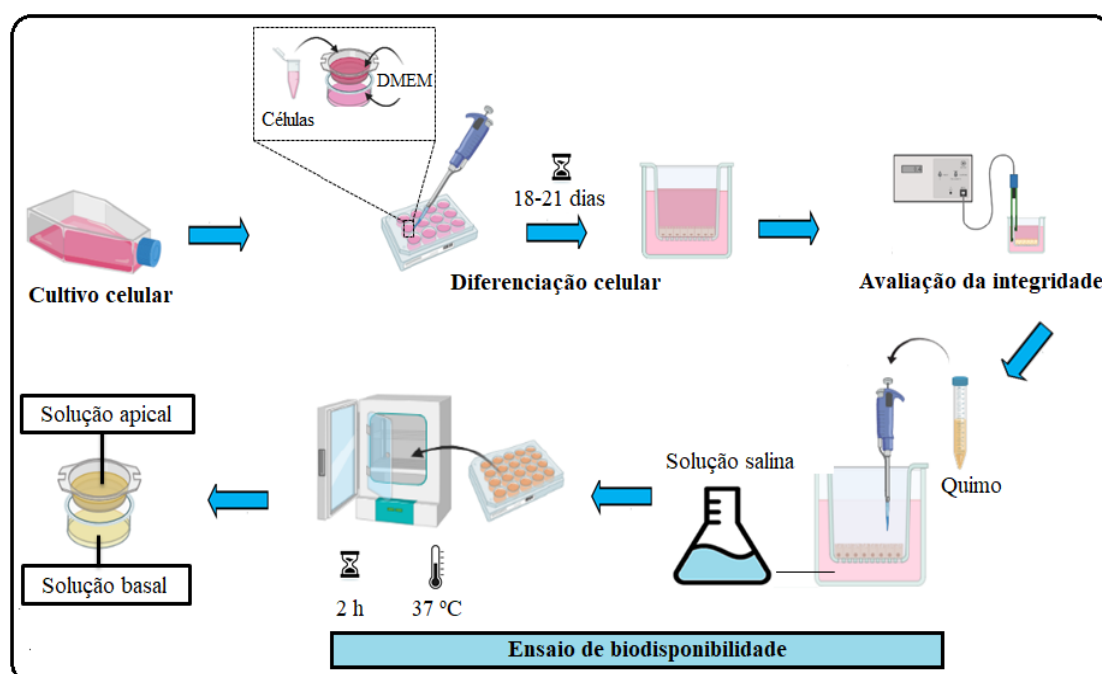 Células
DMEM
Cultivo celular
18-21 dias
Diferenciação celular
Avaliação da integridade
Quimo
Solução salina
2 h
37 ºC
Solução apical
Solução basal
Ensaio de biodisponibilidade